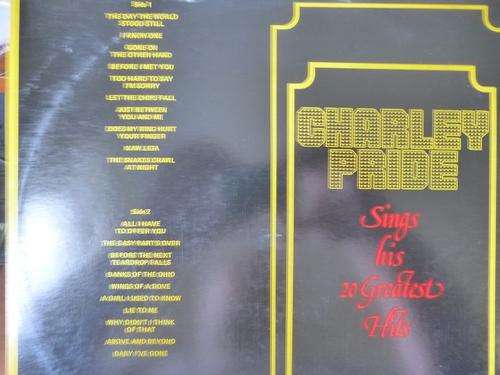 Side 1
THE DAY THE WORLD
STOOD STILL
I KNOW ONE
GONE ON
THE OTHER HAND
BEFORE I MET YOU
TOO HARD TO SAY
I'M SORRY
LET THE CHIPS FALL
JUST BETWEEN
YOU AND ME
DOES MY RING HURT
YOUR FINGER
KAW-LIGA
THE SNAKES CRAWL
AT NIGHT
Side 2
ALL I HAVE
TO OFFER YOU
THE EASY PART'S OVER
BEFORE THE NEXT
TEARDROP FALLS
BANKS OF THE OHIO
WINGS OF A DOVE
A GIRL I USED TO KNOW
LIE TO ME
WHY DIDN'T I THINK
OF THAT
ABOVE AND BEYOND
BABY I'VE GONE
CHARLEY
PRIDE
Sings
his
20 Greatest
Hits